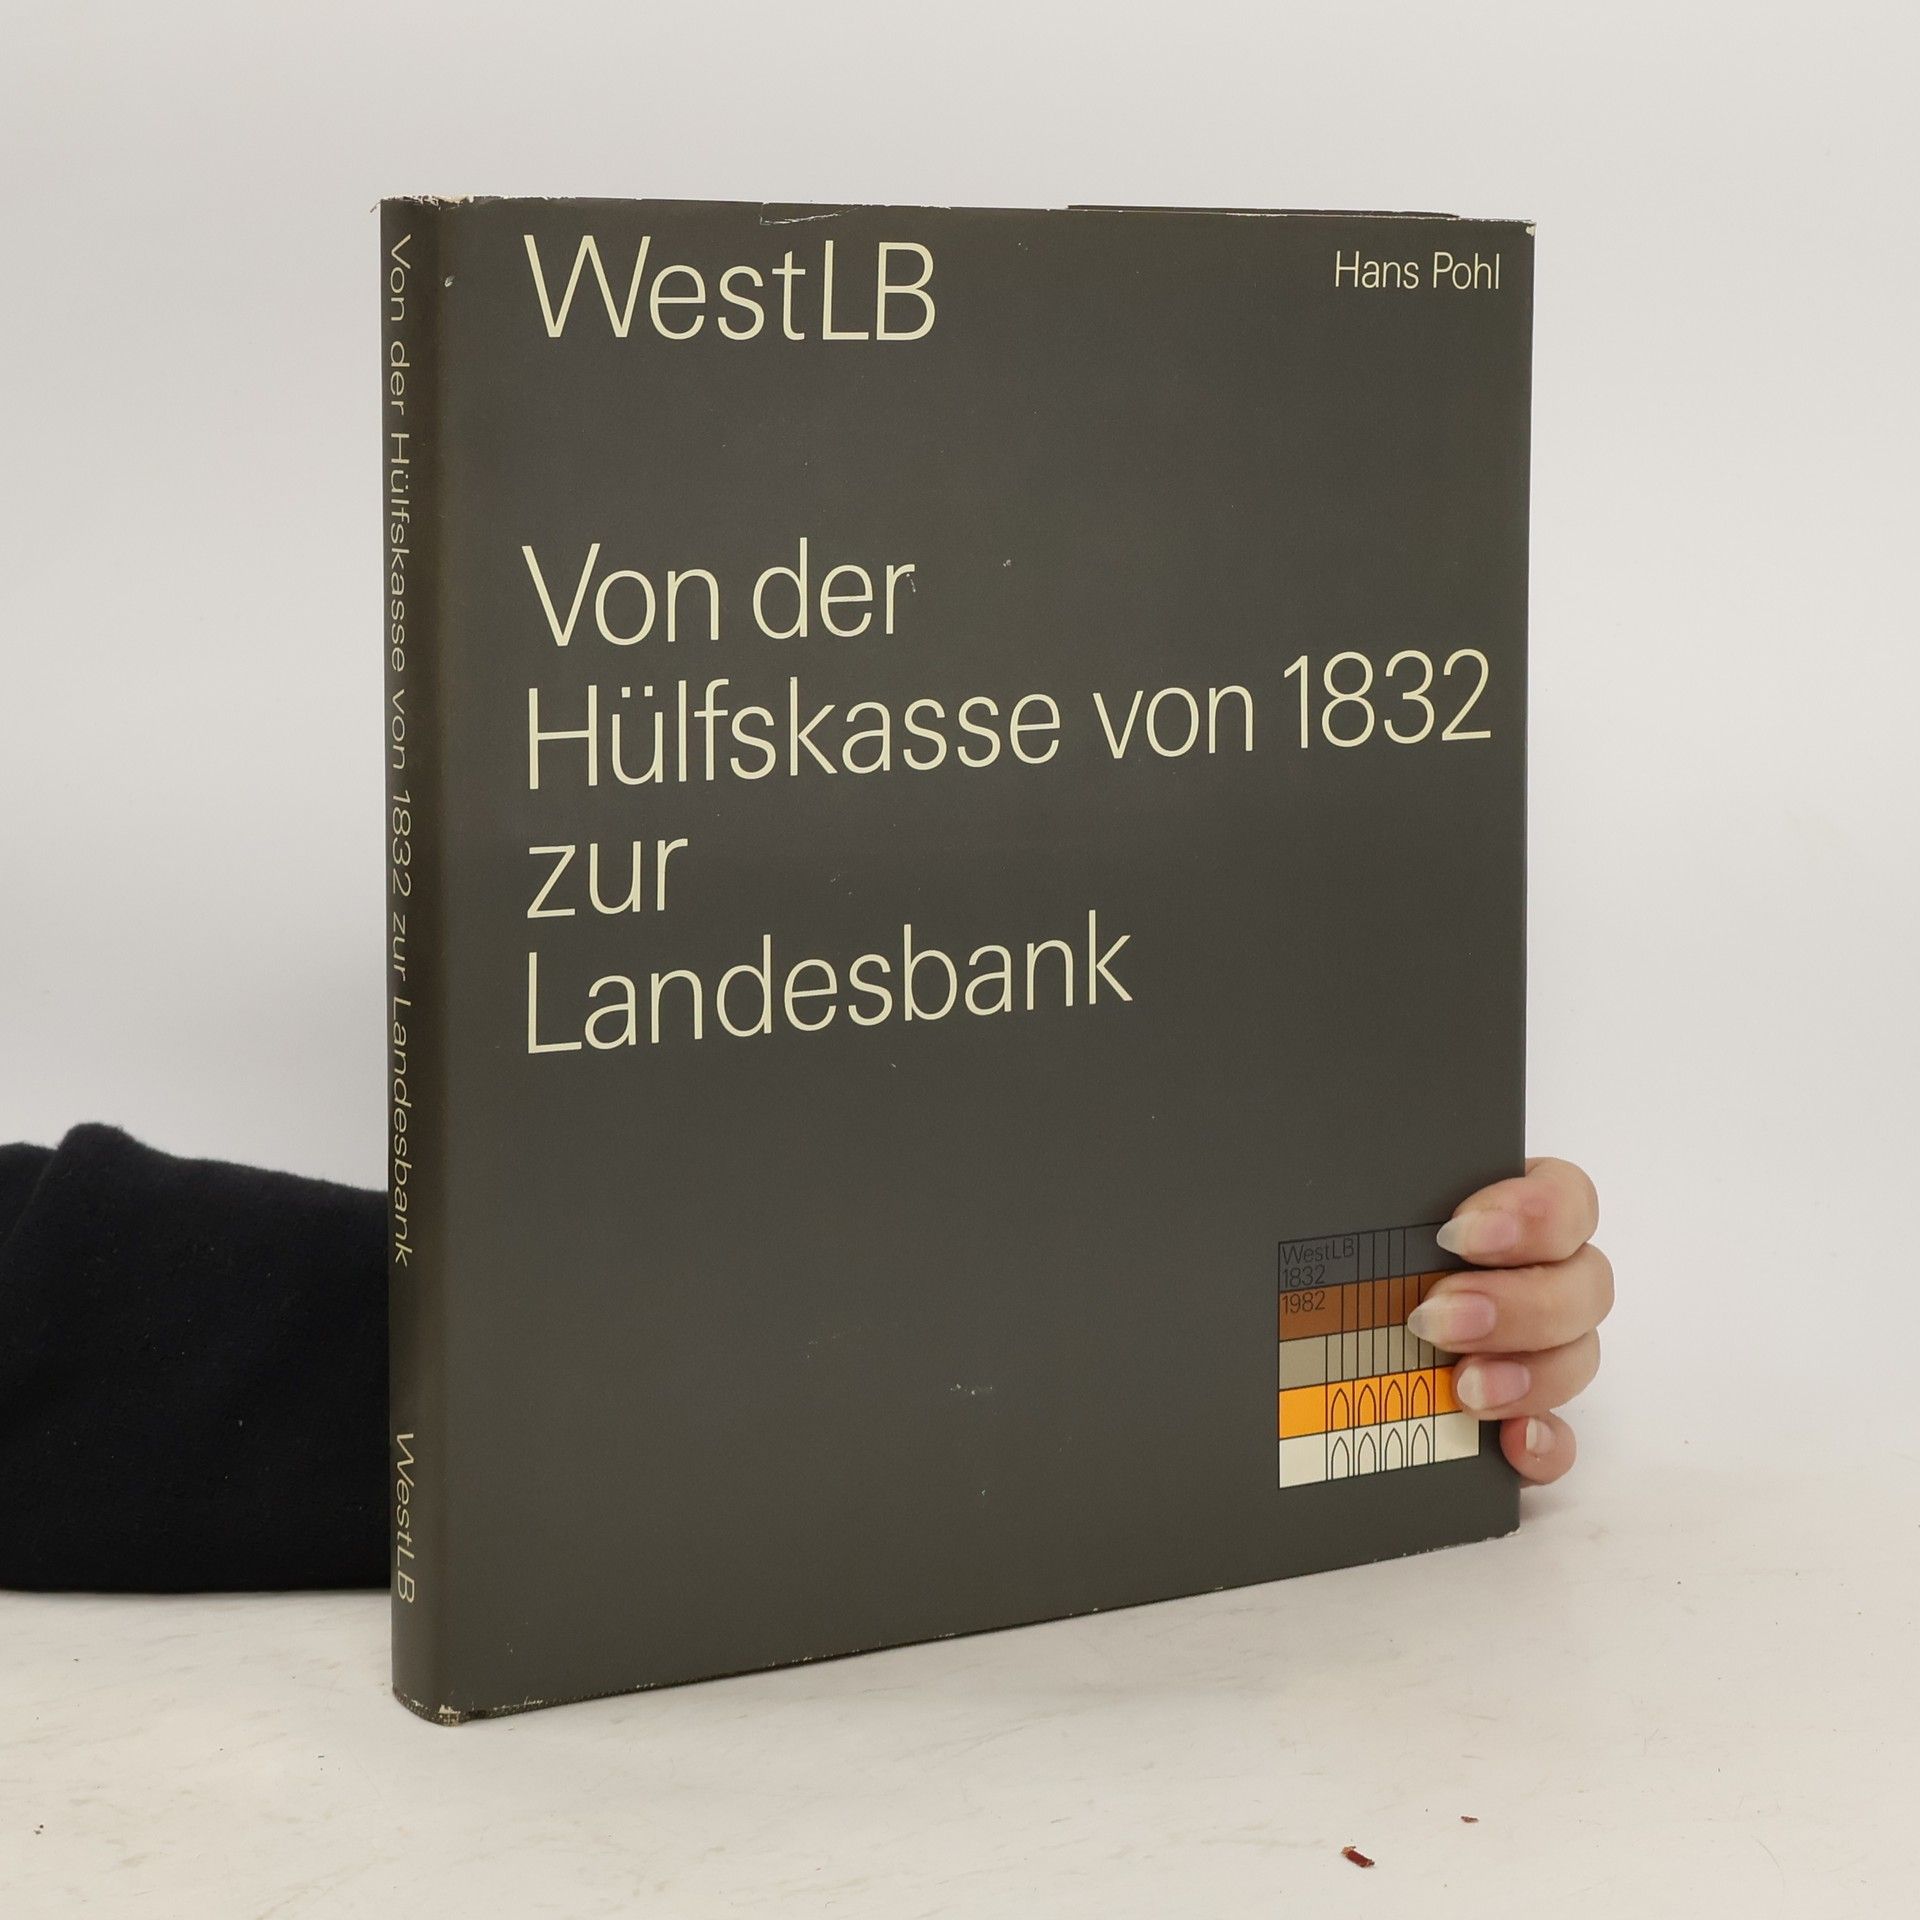 WestLB
Hans Pohl
Von der
Hülfskasse von 1832
zur
Landesbank
WestLB
1832
1982
Von der Hülfskasse von 1832 zur Landesbank
WestLB